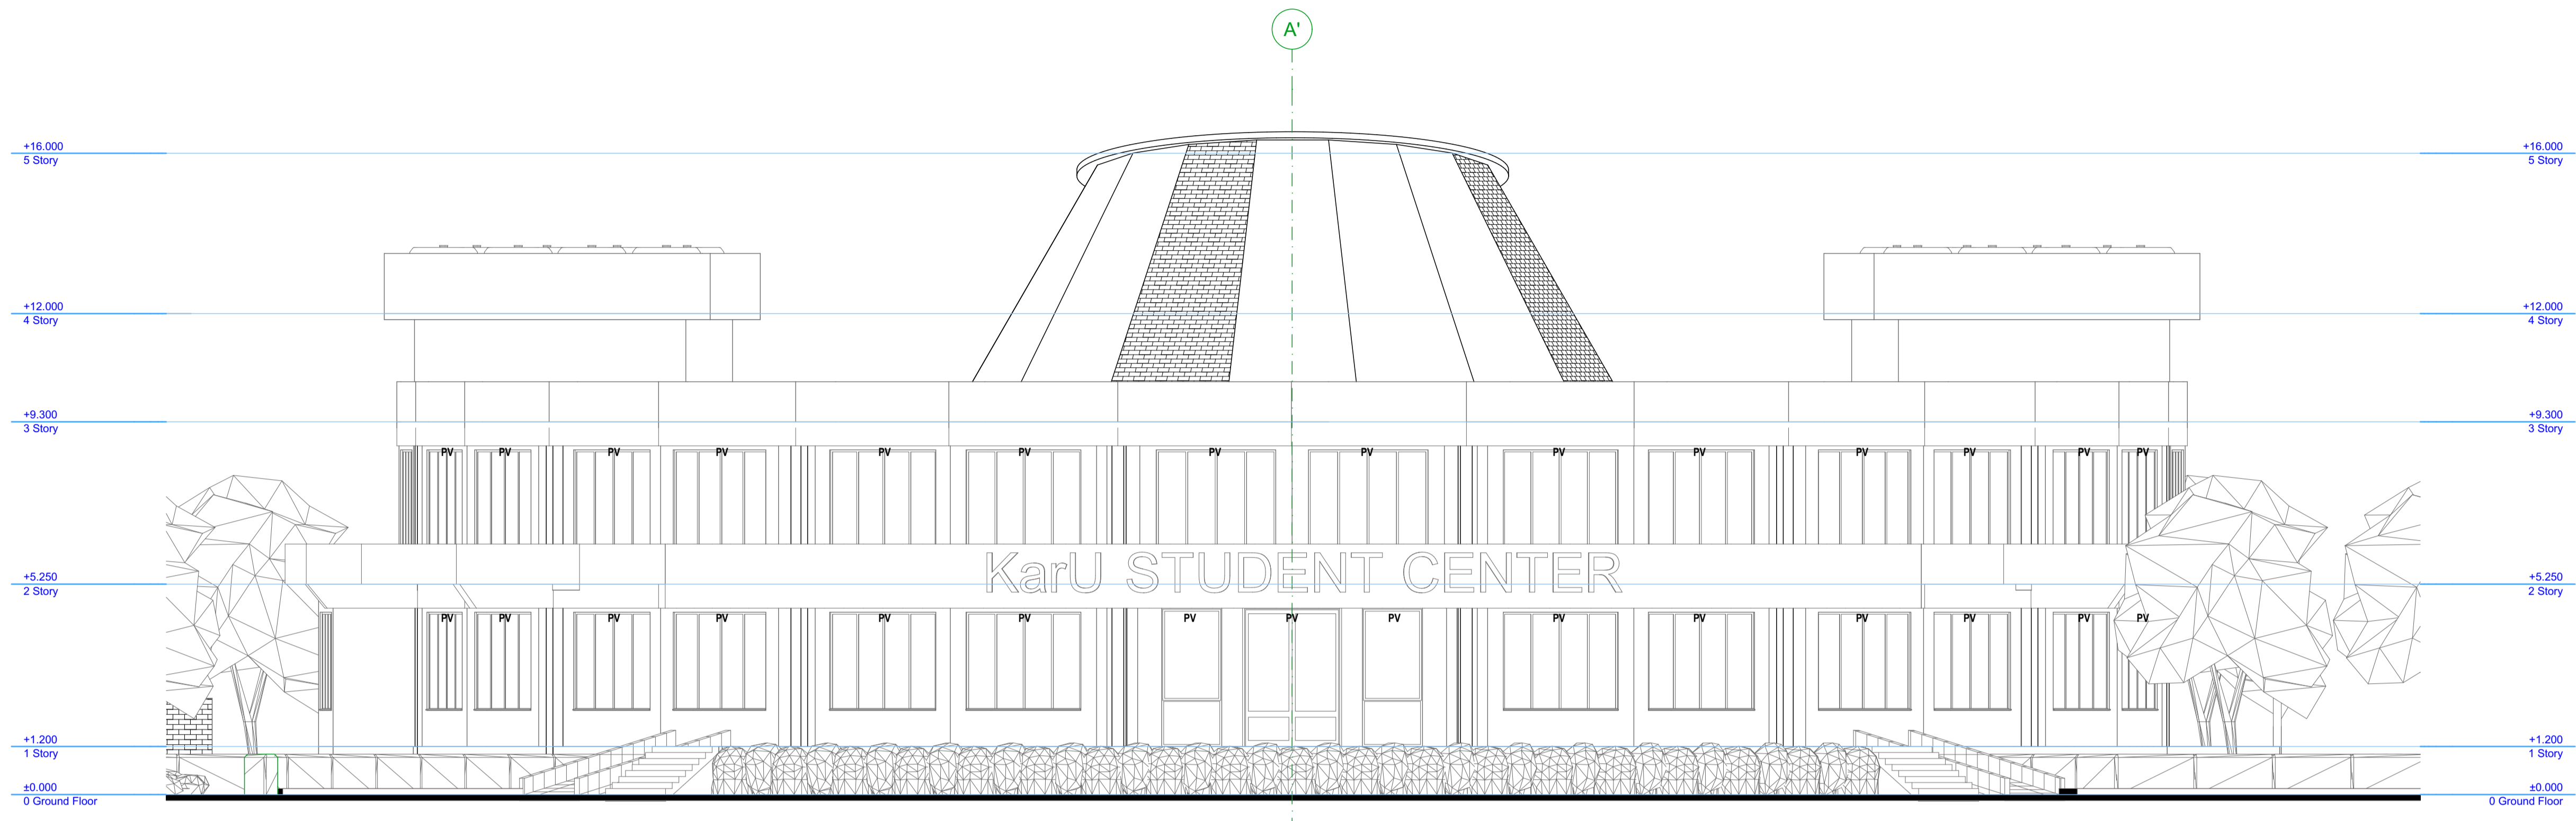 A'
+16.000
5 Story
+16.000
5 Story
+12.000
4 Story
+12.000
4 Story
+9.300
3 Story
+9.300
3 Story
PV PV PV PV PV PV PV PV PV PV PV PV PV PV
KarU STUDENT CENTER
+5.250
2 Story
+5.250
2 Story
PV PV PV PV PV PV PV PV PV PV PV PV PV PV PV
+1.200
1 Story
+1.200
1 Story
±0.000
0 Ground Floor
±0.000
0 Ground Floor